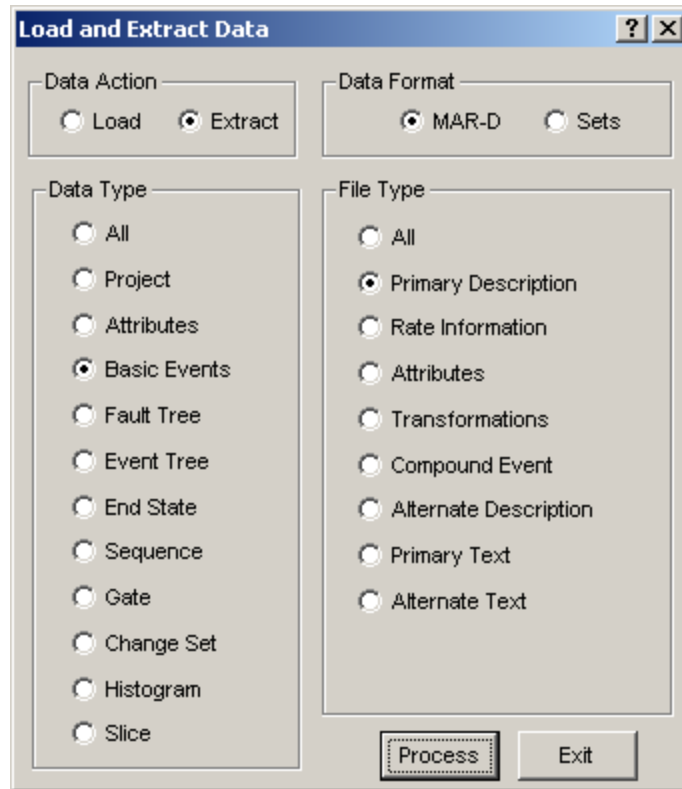 Load and Extract Data
?
Data Action
Load
Extract
Data Format
MAR-D
Sets
Data Type
All
Project
Attributes
Basic Events
Fault Tree
Event Tree
End State
Sequence
Gate
Change Set
Histogram
Slice
File Type
All
Primary Description
Rate Information
Attributes
Transformations
Compound Event
Alternate Description
Primary Text
Alternate Text
Process
Exit